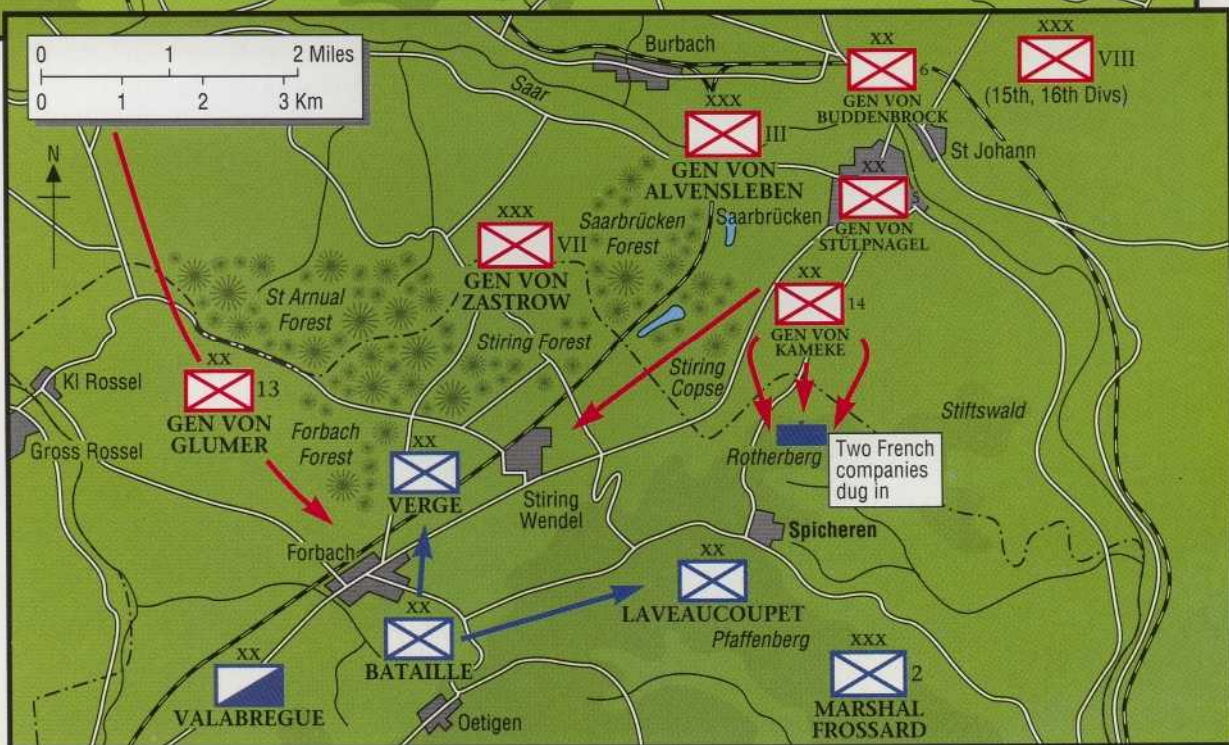 0 1 2 Miles
0 1 2 3 Km
N
Burbach
Saar
XX
6
GEN VON
BUDDENBROCK
XXX
VIII
(15th, 16th Divs)
XXX
III
GEN VON
ALVENSLEBEN
St Johann
XX
5
GEN VON
STÜLPNAGEL
Saarbrücken
Saarbrücken
Forest
XXX
VII
GEN VON
ZASTROW
St Arnual
Forest
Stiring Forest
XX
14
GEN VON
KAMEKE
Stiring
Copse
Stiftswald
Kl Rossel
XX
13
GEN VON
GLUMER
Gross Rossel
Forbach
Forest
XX
VERGE
Rotherberg
Two French
companies
dug in
Stiring
Wendel
Spicheren
Forbach
XX
LAVEAUCOUPET
Pfaffenberg
XX
BATAILLE
XX
VALABREGUE
Oetigen
XXX
2
MARSHAL
FROSSARD